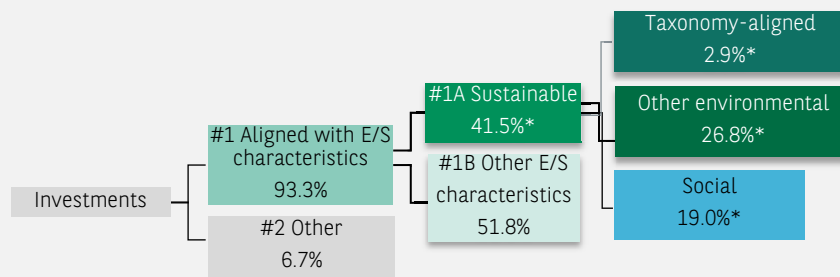 Investments
#1 Aligned with E/S
characteristics
93.3%
#2 Other
6.7%
#1A Sustainable
41.5%*
#1B Other E/S
characteristics
51.8%
Taxonomy-aligned
2.9%*
Other environmental
26.8%*
Social
19.0%*